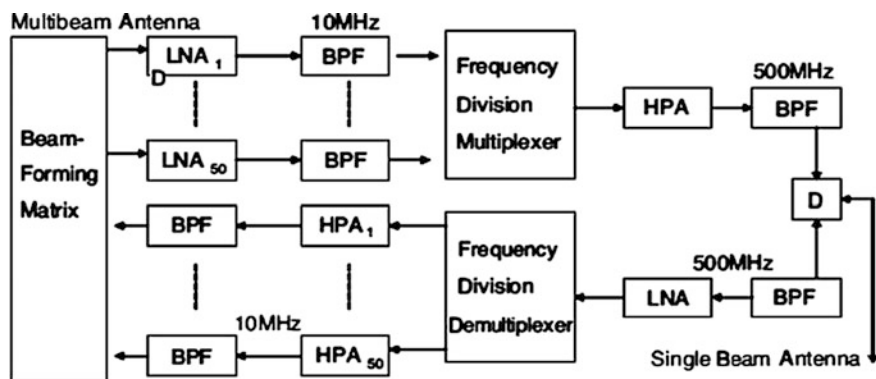 Multibeam Antenna
10MHz
LNA 1
D
BPF
Frequency
Division
Multiplexer
HPA
500MHz
BPF
Beam-
Forming
Matrix
LNA 50
BPF
D
BPF
HPA 1
Frequency
Division
Demultiplexer
LNA
500MHz
BPF
10MHz
BPF
HPA 50
Single Beam Antenna